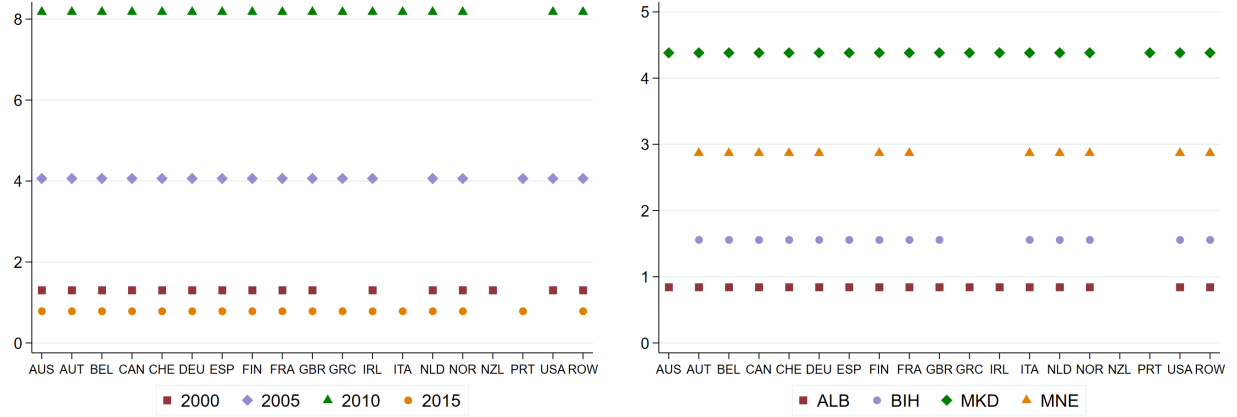 8
6
4
2
0
AUS AUT BEL CAN CHE DEU ESP FIN FRA GBR GRC IRL ITA NLD NOR NZL PRT USA ROW
2000 2005 2010 2015
5
4
3
2
1
0
AUS AUT BEL CAN CHE DEU ESP FIN FRA GBR GRC IRL ITA NLD NOR NZL PRT USA ROW
ALB BIH MKD MNE